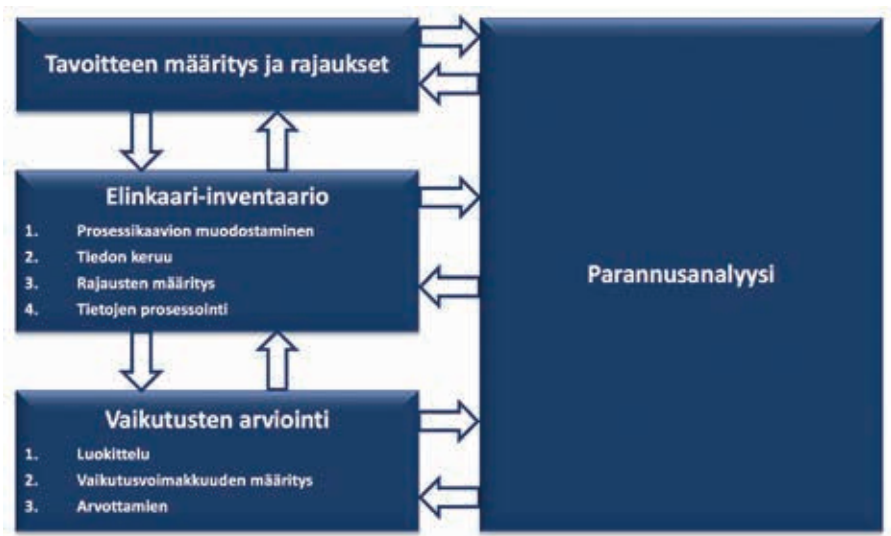 Tavoitteen määritys ja rajaukset
Elinkaari-inventaario
1. Prosessikaavion muodostaminen
2. Tiedon keruu
3. Rajausten määritys
4. Tietojen prosessointi
Vaikutusten arviointi
1. Luokittelu
2. Vaikutusvoimakkuuden määritys
3. Arvottamien
Parannusanalyysi